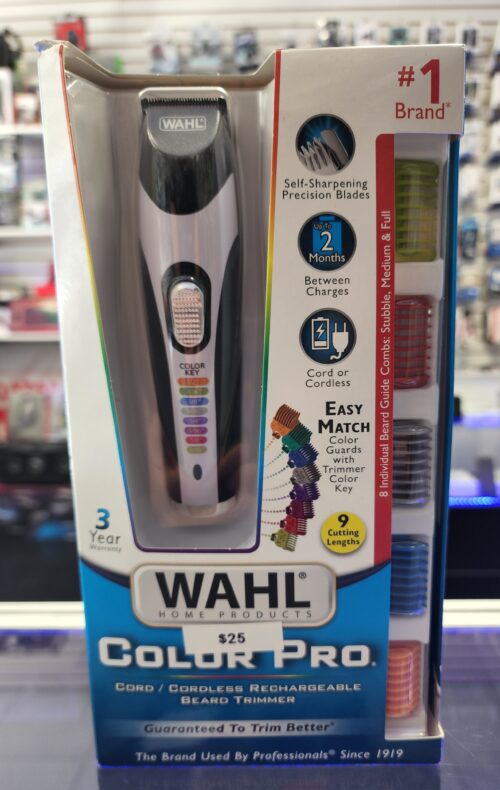 #1
Brand*
WAHL
Self-Sharpening
Precision Blades
Up To
2
Months
Between
Charges
Cord or
Cordless
COLOR
KEY
EASY
MATCH
Color
Guards
with
Trimmer
Color
Key
9
Cutting
Lengths
8 Individual Beard Guide Combs: Stubble, Medium & Full
3
Year
Warranty
WAHL®
HOME PRODUCTS
$25
COLOR PRO.
CORD / CORDLESS RECHARGEABLE
BEARD TRIMMER
Guaranteed To Trim Better®
The Brand Used By Professionals® Since 1919